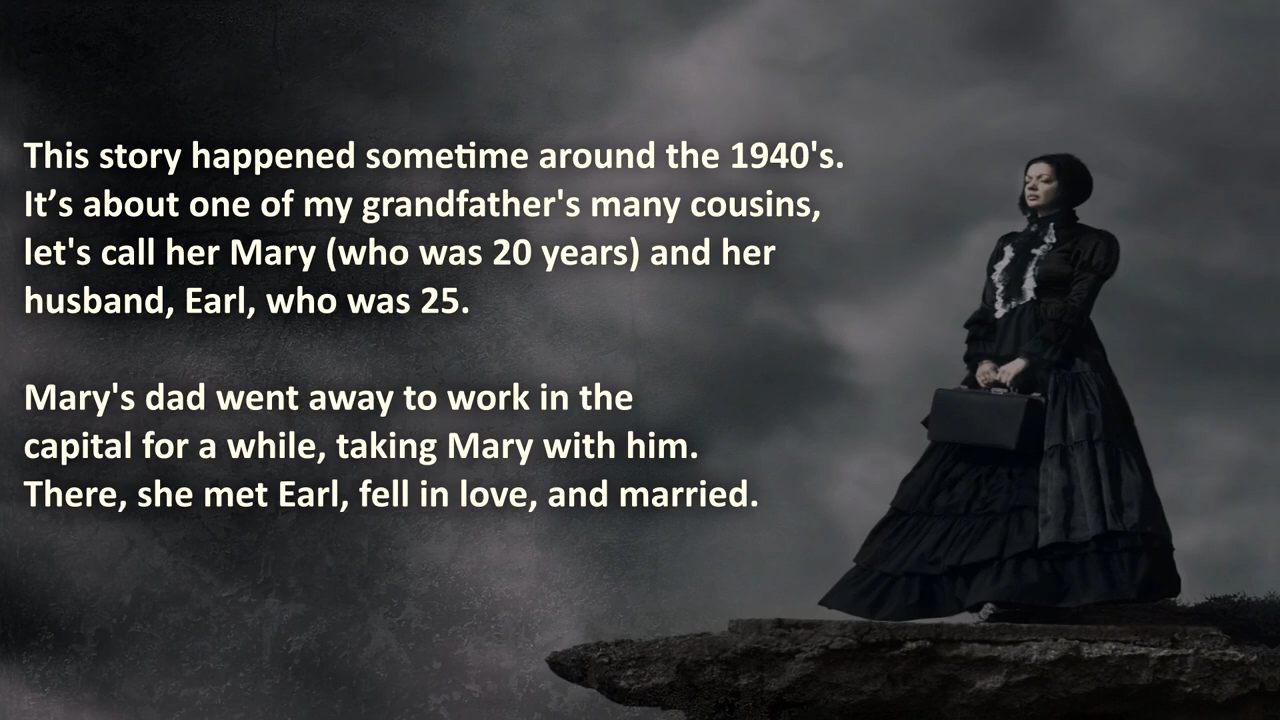 This story happened sometime around the 1940's.
It’s about one of my grandfather's many cousins,
let's call her Mary (who was 20 years) and her
husband, Earl, who was 25.
Mary's dad went away to work in the
capital for a while, taking Mary with him.
There, she met Earl, fell in love, and married.